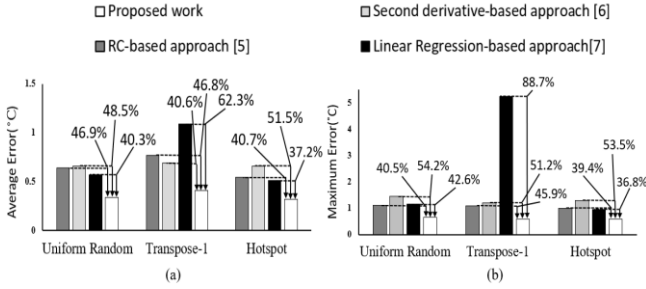 Proposed work
Second derivative-based approach [6]
RC-based approach [5]
Linear Regression-based approach[7]
Average Error(°C)
1.5
1
0.5
0
46.9%
48.5%
40.3%
40.6%
46.8%
62.3%
40.7%
51.5%
37.2%
Uniform Random
Transpose-1
Hotspot
(a)
Maximum Error(°C)
5
4
3
2
1
0
40.5%
54.2%
42.6%
88.7%
51.2%
45.9%
39.4%
53.5%
36.8%
Uniform Random
Transpose-1
Hotspot
(b)